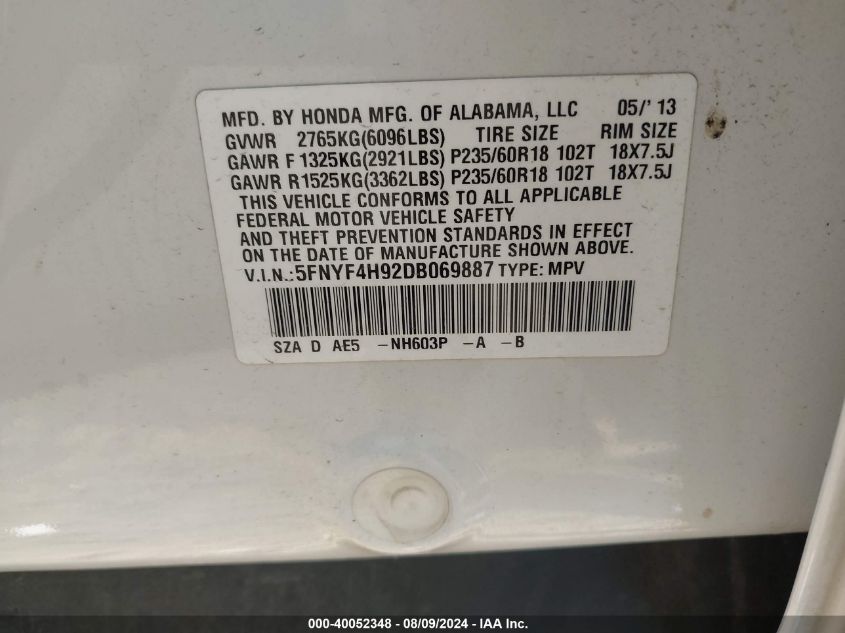 MFD. BY HONDA MFG. OF ALABAMA, LLC 05/' 13
GVWR 2765KG(6096LBS) TIRE SIZE RIM SIZE
GAWR F 1325KG(2921LBS) P235/60R18 102T 18X7.5J
GAWR R1525KG(3362LBS) P235/60R18 102T 18X7.5J
THIS VEHICLE CONFORMS TO ALL APPLICABLE
FEDERAL MOTOR VEHICLE SAFETY
AND THEFT PREVENTION STANDARDS IN EFFECT
ON THE DATE OF MANUFACTURE SHOWN ABOVE.
V.I.N.:5FNYF4H92DB069887 TYPE: MPV
SZA D AE5 -NH603P -A -B
000-40052348 - 08/09/2024 - IAA Inc.